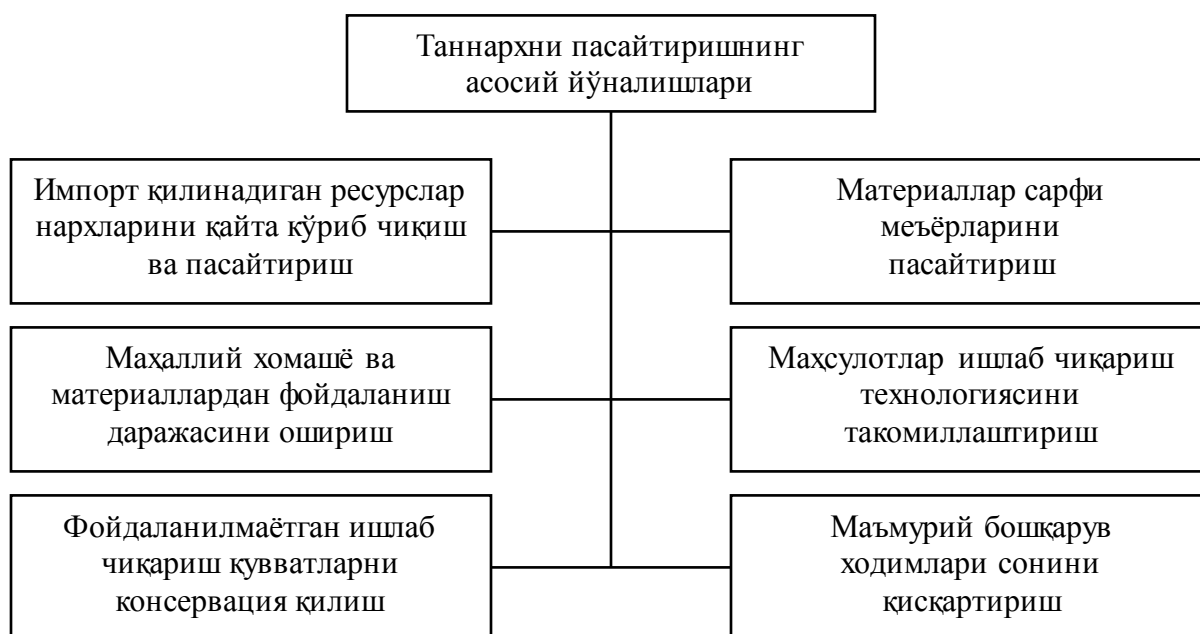 Таннархни пасайтиришнинг
асосий йўналишлари
Импорт қилинадиган ресурслар
нархларини қайта кўриб чиқиш
ва пасайтириш
Материаллар сарфи
меъёрларини
пасайтириш
Маҳаллий хомашё ва
материаллардан фойдаланиш
даражасини ошириш
Маҳсулотлар ишлаб чиқариш
технологиясини
такомиллаштириш
Фойдаланилмаётган ишлаб
чиқариш қувватларни
консервация қилиш
Маъмурий бошқарув
ходимлари сонини
қисқартириш